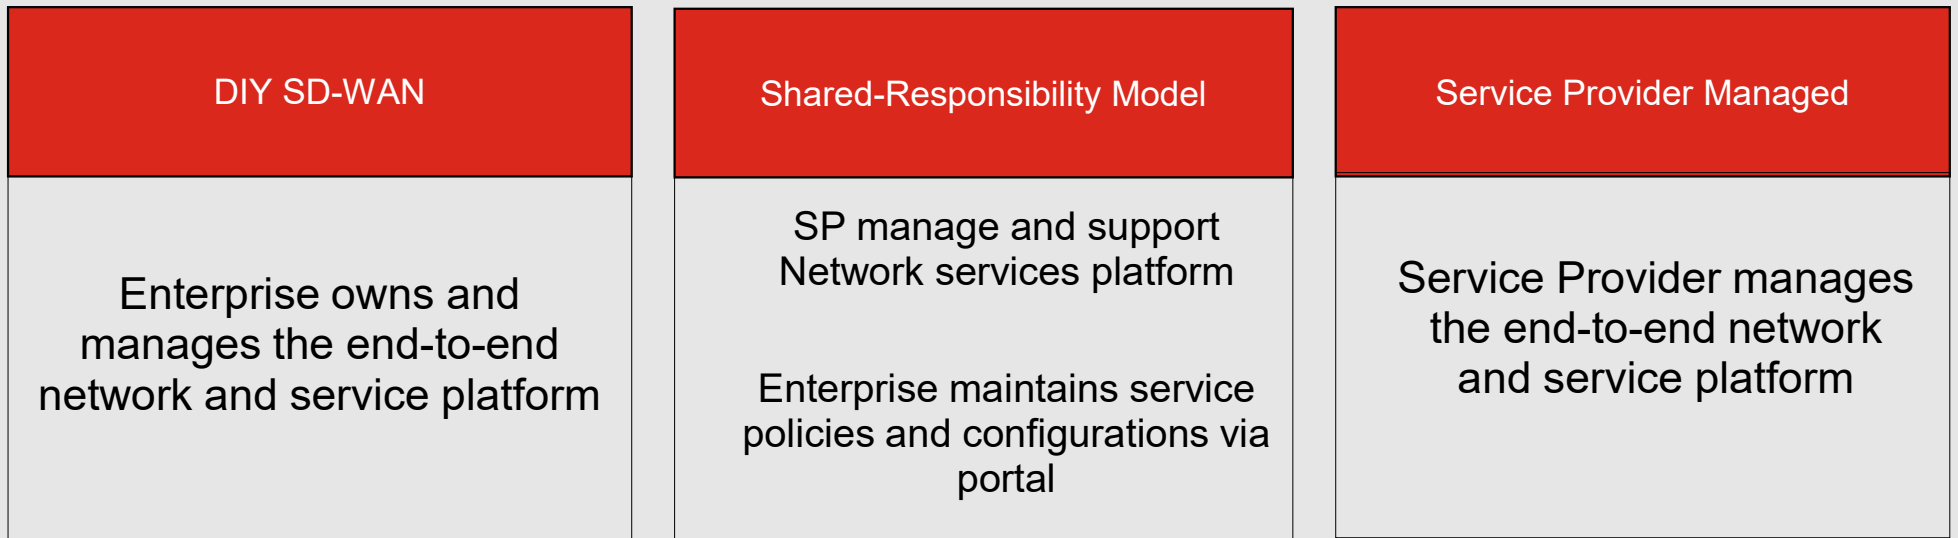 DIY SD-WAN
Enterprise owns and
manages the end-to-end
network and service platform
Shared-Responsibility Model
SP manage and support
Network services platform
Enterprise maintains service
policies and configurations via
portal
Service Provider Managed
Service Provider manages
the end-to-end network
and service platform